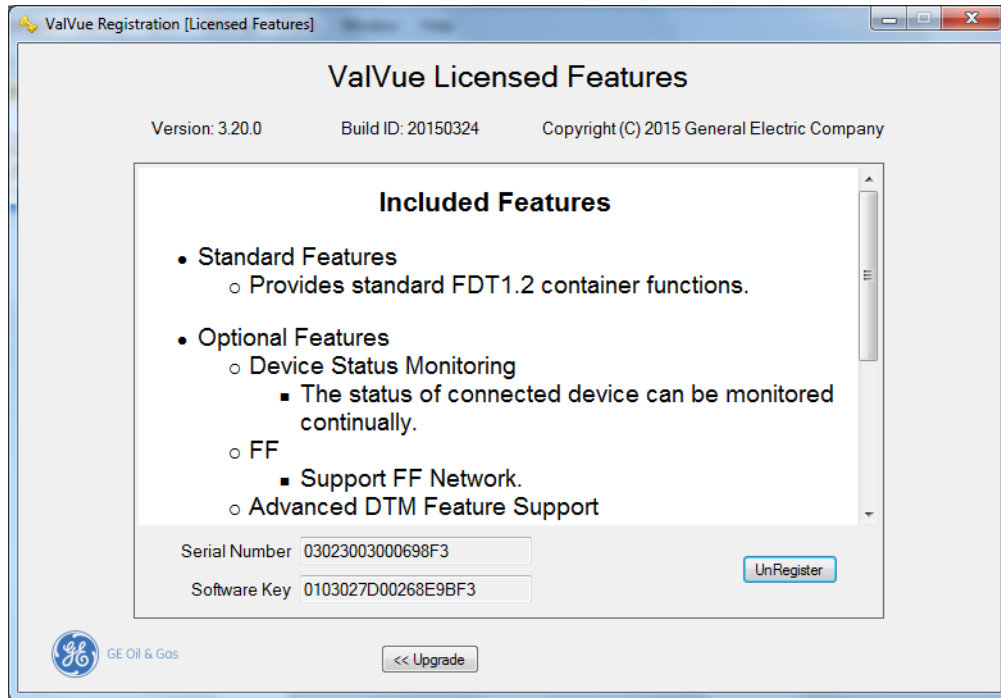 ValVue Registration [Licensed Features]
ValVue Licensed Features
Version: 3.20.0 Build ID: 20150324 Copyright (C) 2015 General Electric Company
Included Features
• Standard Features
○ Provides standard FDT1.2 container functions.
• Optional Features
○ Device Status Monitoring
▪ The status of connected device can be monitored
continually.
○ FF
▪ Support FF Network.
○ Advanced DTM Feature Support
Serial Number 03023003000698F3
UnRegister
Software Key 0103027D00268E9BF3
GE Oil & Gas
<< Upgrade